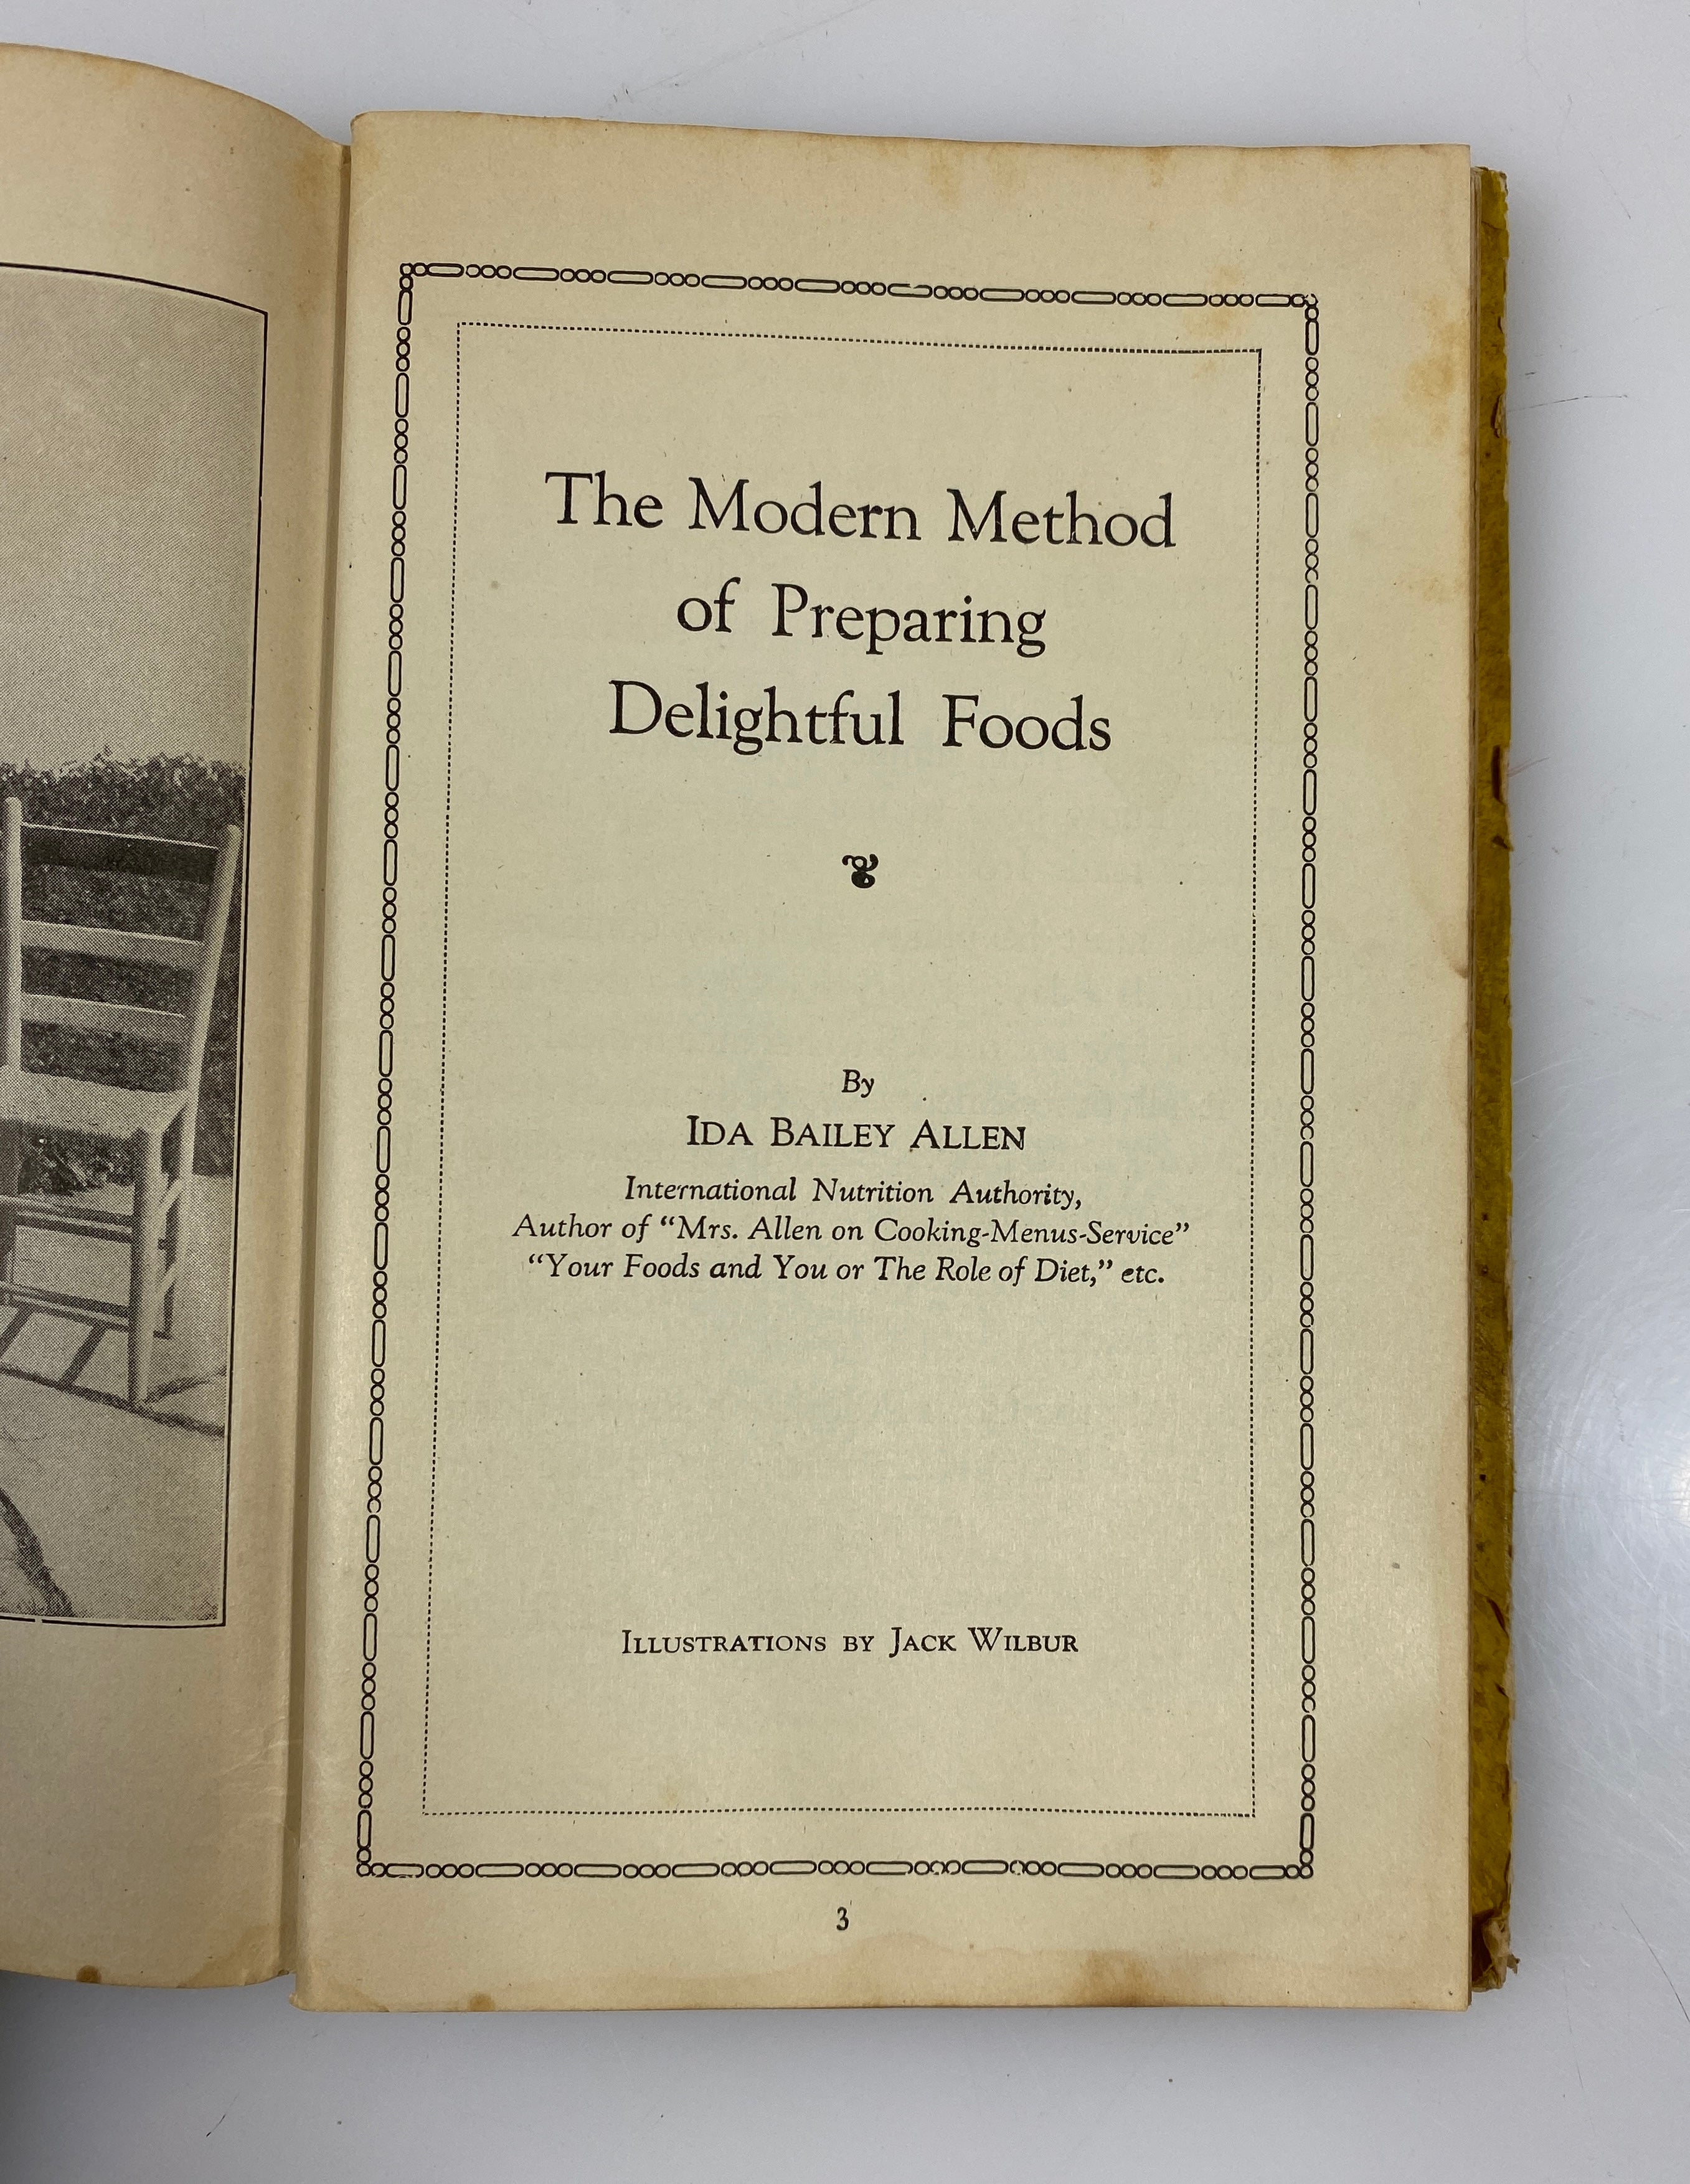 The Modern Method
of Preparing
Delightful Foods
By
IDA BAILEY ALLEN
International Nutrition Authority,
Author of “Mrs. Allen on Cooking-Menus-Service”
“Your Foods and You or The Role of Diet,” etc.
ILLUSTRATIONS BY JACK WILBUR
3